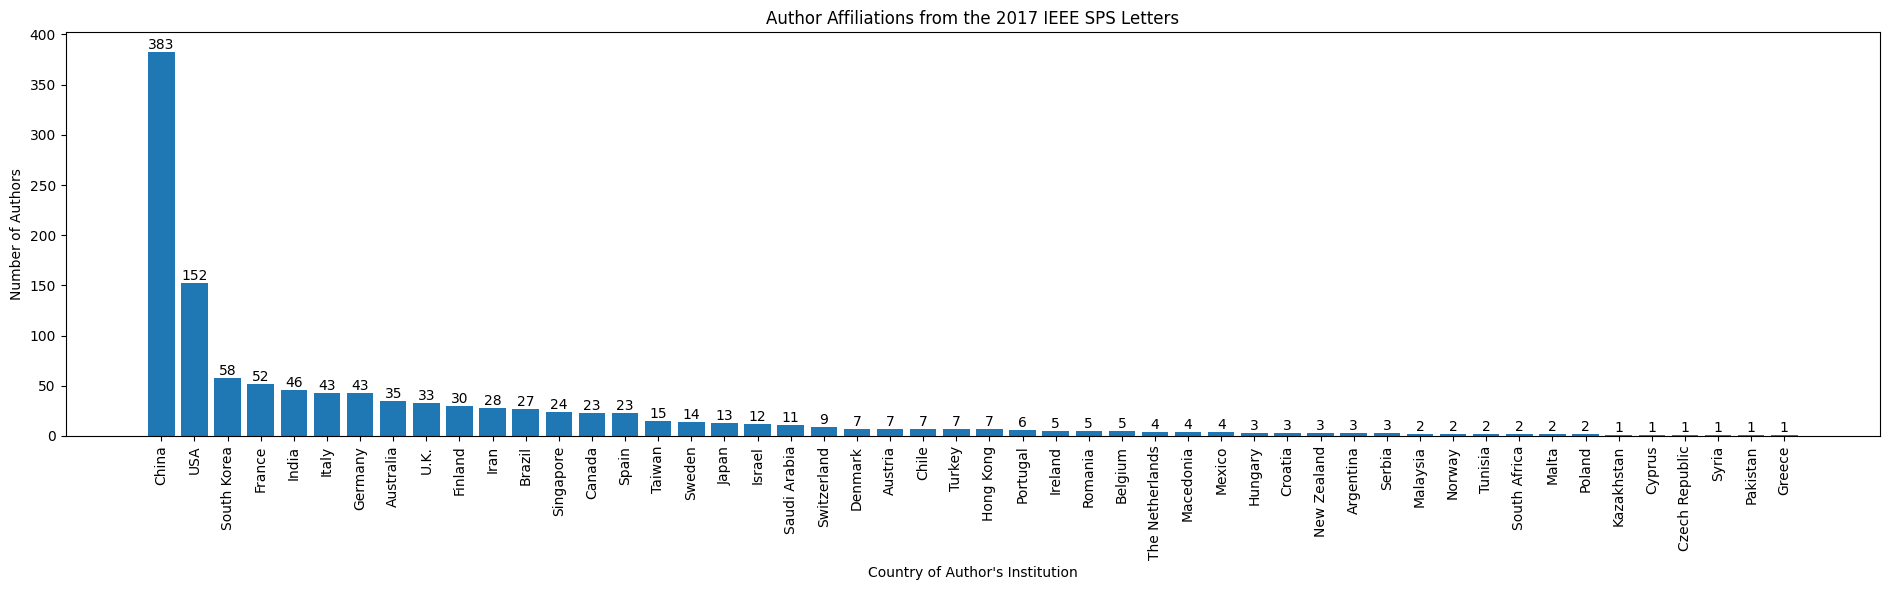 Author Affiliations from the 2017 IEEE SPS Letters
Number of Authors
400
350
300
250
200
150
100
50
0
383
152
58
52
46
43
43
35
33
30
28
27
24
23
23
15
14
13
12
11
9
7
7
7
7
7
6
5
5
5
4
4
4
3
3
3
3
3
2
2
2
2
2
2
1
1
1
1
1
1
China
USA
South Korea
France
India
Italy
Germany
Australia
U.K.
Finland
Iran
Brazil
Singapore
Canada
Spain
Taiwan
Sweden
Japan
Israel
Saudi Arabia
Switzerland
Denmark
Austria
Chile
Turkey
Hong Kong
Portugal
Ireland
Romania
Belgium
The Netherlands
Macedonia
Mexico
Hungary
Croatia
New Zealand
Argentina
Serbia
Malaysia
Norway
Tunisia
South Africa
Malta
Poland
Kazakhstan
Cyprus
Czech Republic
Syria
Pakistan
Greece
Country of Author's Institution